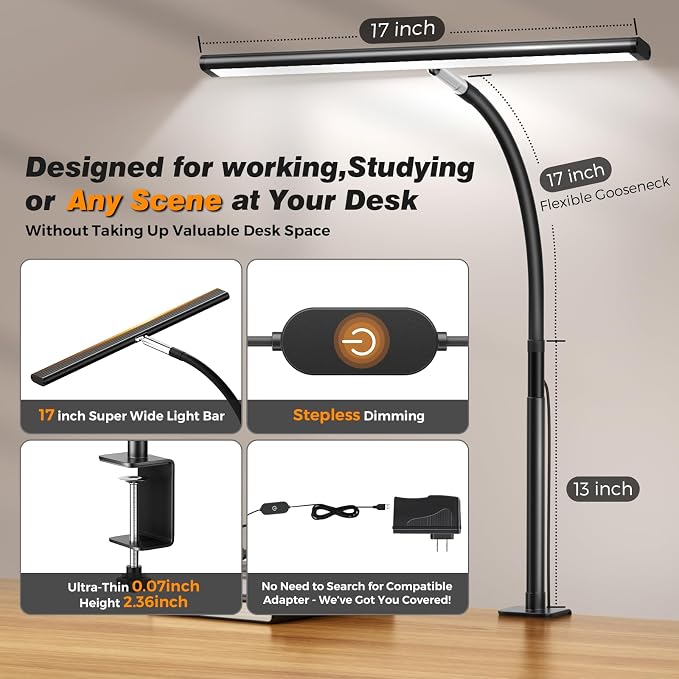 17 inch
Designed for working,Studying
or Any Scene at Your Desk
Without Taking Up Valuable Desk Space
17 inch
Flexible Gooseneck
17 inch Super Wide Light Bar
Stepless Dimming
13 inch
Ultra-Thin 0.07inch
Height 2.36inch
No Need to Search for Compatible
Adapter - We've Got You Covered!